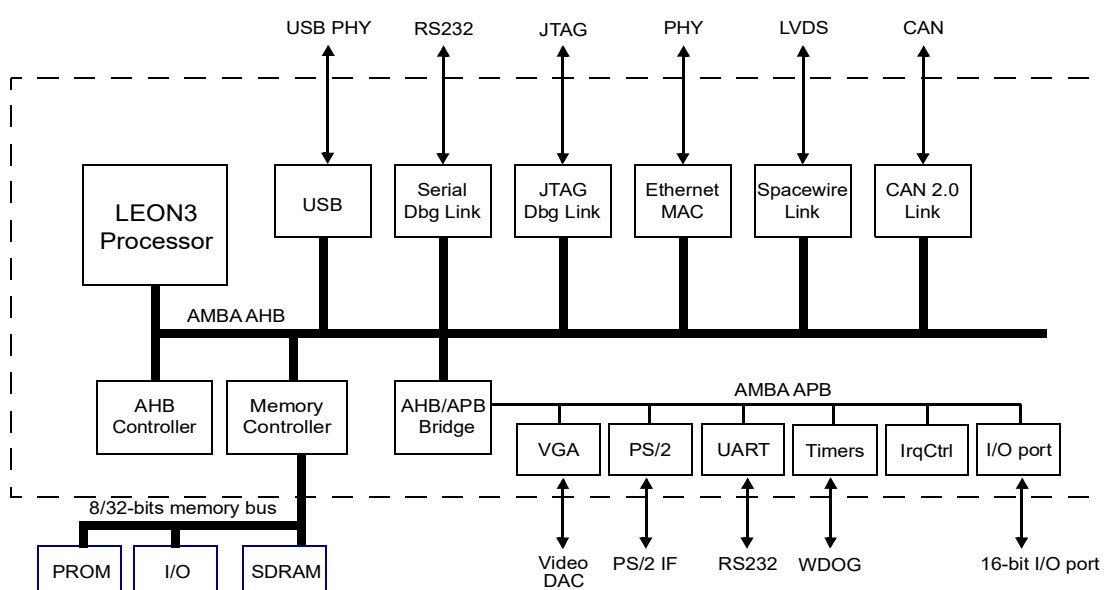 USB PHY RS232 JTAG PHY LVDS CAN
LEON3
Processor
USB
Serial
Dbg Link
JTAG
Dbg Link
Ethernet
MAC
Spacewire
Link
CAN 2.0
Link
AMBA AHB
AHB
Controller
Memory
Controller
AHB/APB
Bridge
AMBA APB
VGA
PS/2
UART
Timers
IrqCtrl
I/O port
8/32-bits memory bus
PROM
I/O
SDRAM
Video
DAC
PS/2 IF
RS232
WDOG
16-bit I/O port